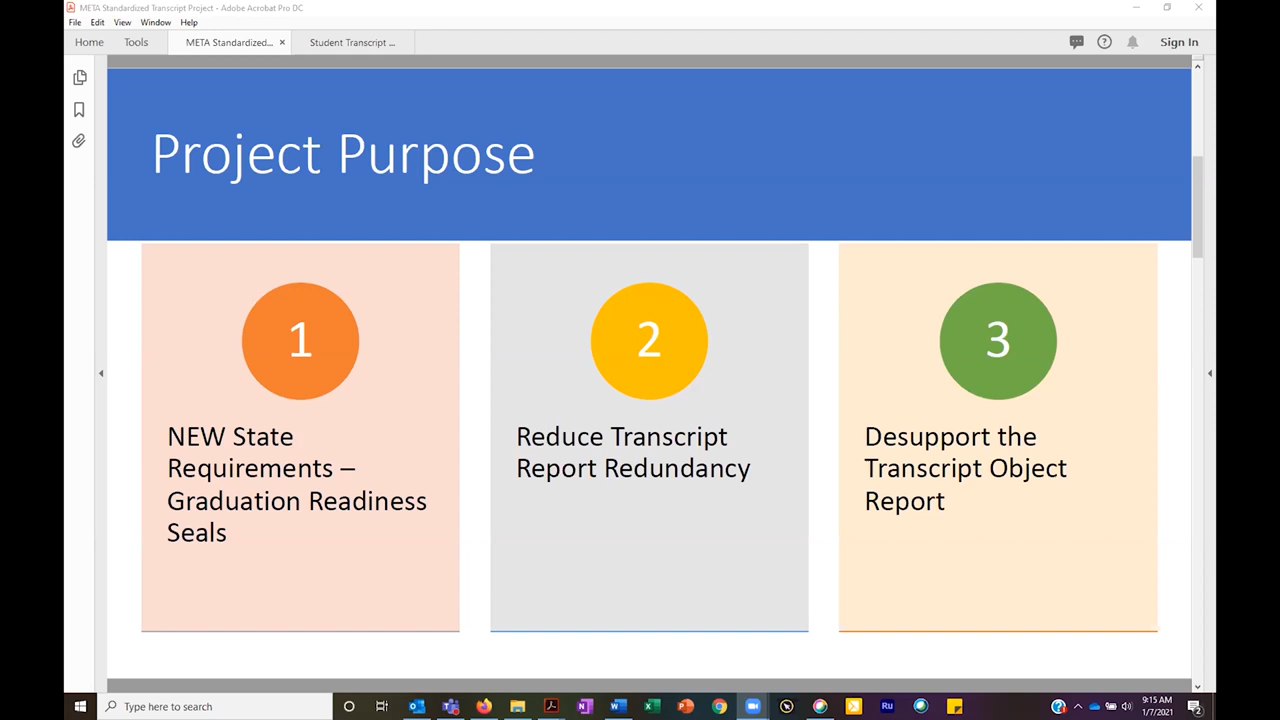 META Standardized Transcript Project - Adobe Acrobat Pro DC
File Edit View Window Help
Home Tools META Standardized... × Student Transcript ... Sign In
Project Purpose
1 2 3
NEW State
Requirements –
Graduation Readiness
Seals
Reduce Transcript
Report Redundancy
Desupport the
Transcript Object
Report
Type here to search
9:15 AM
1/7/2021